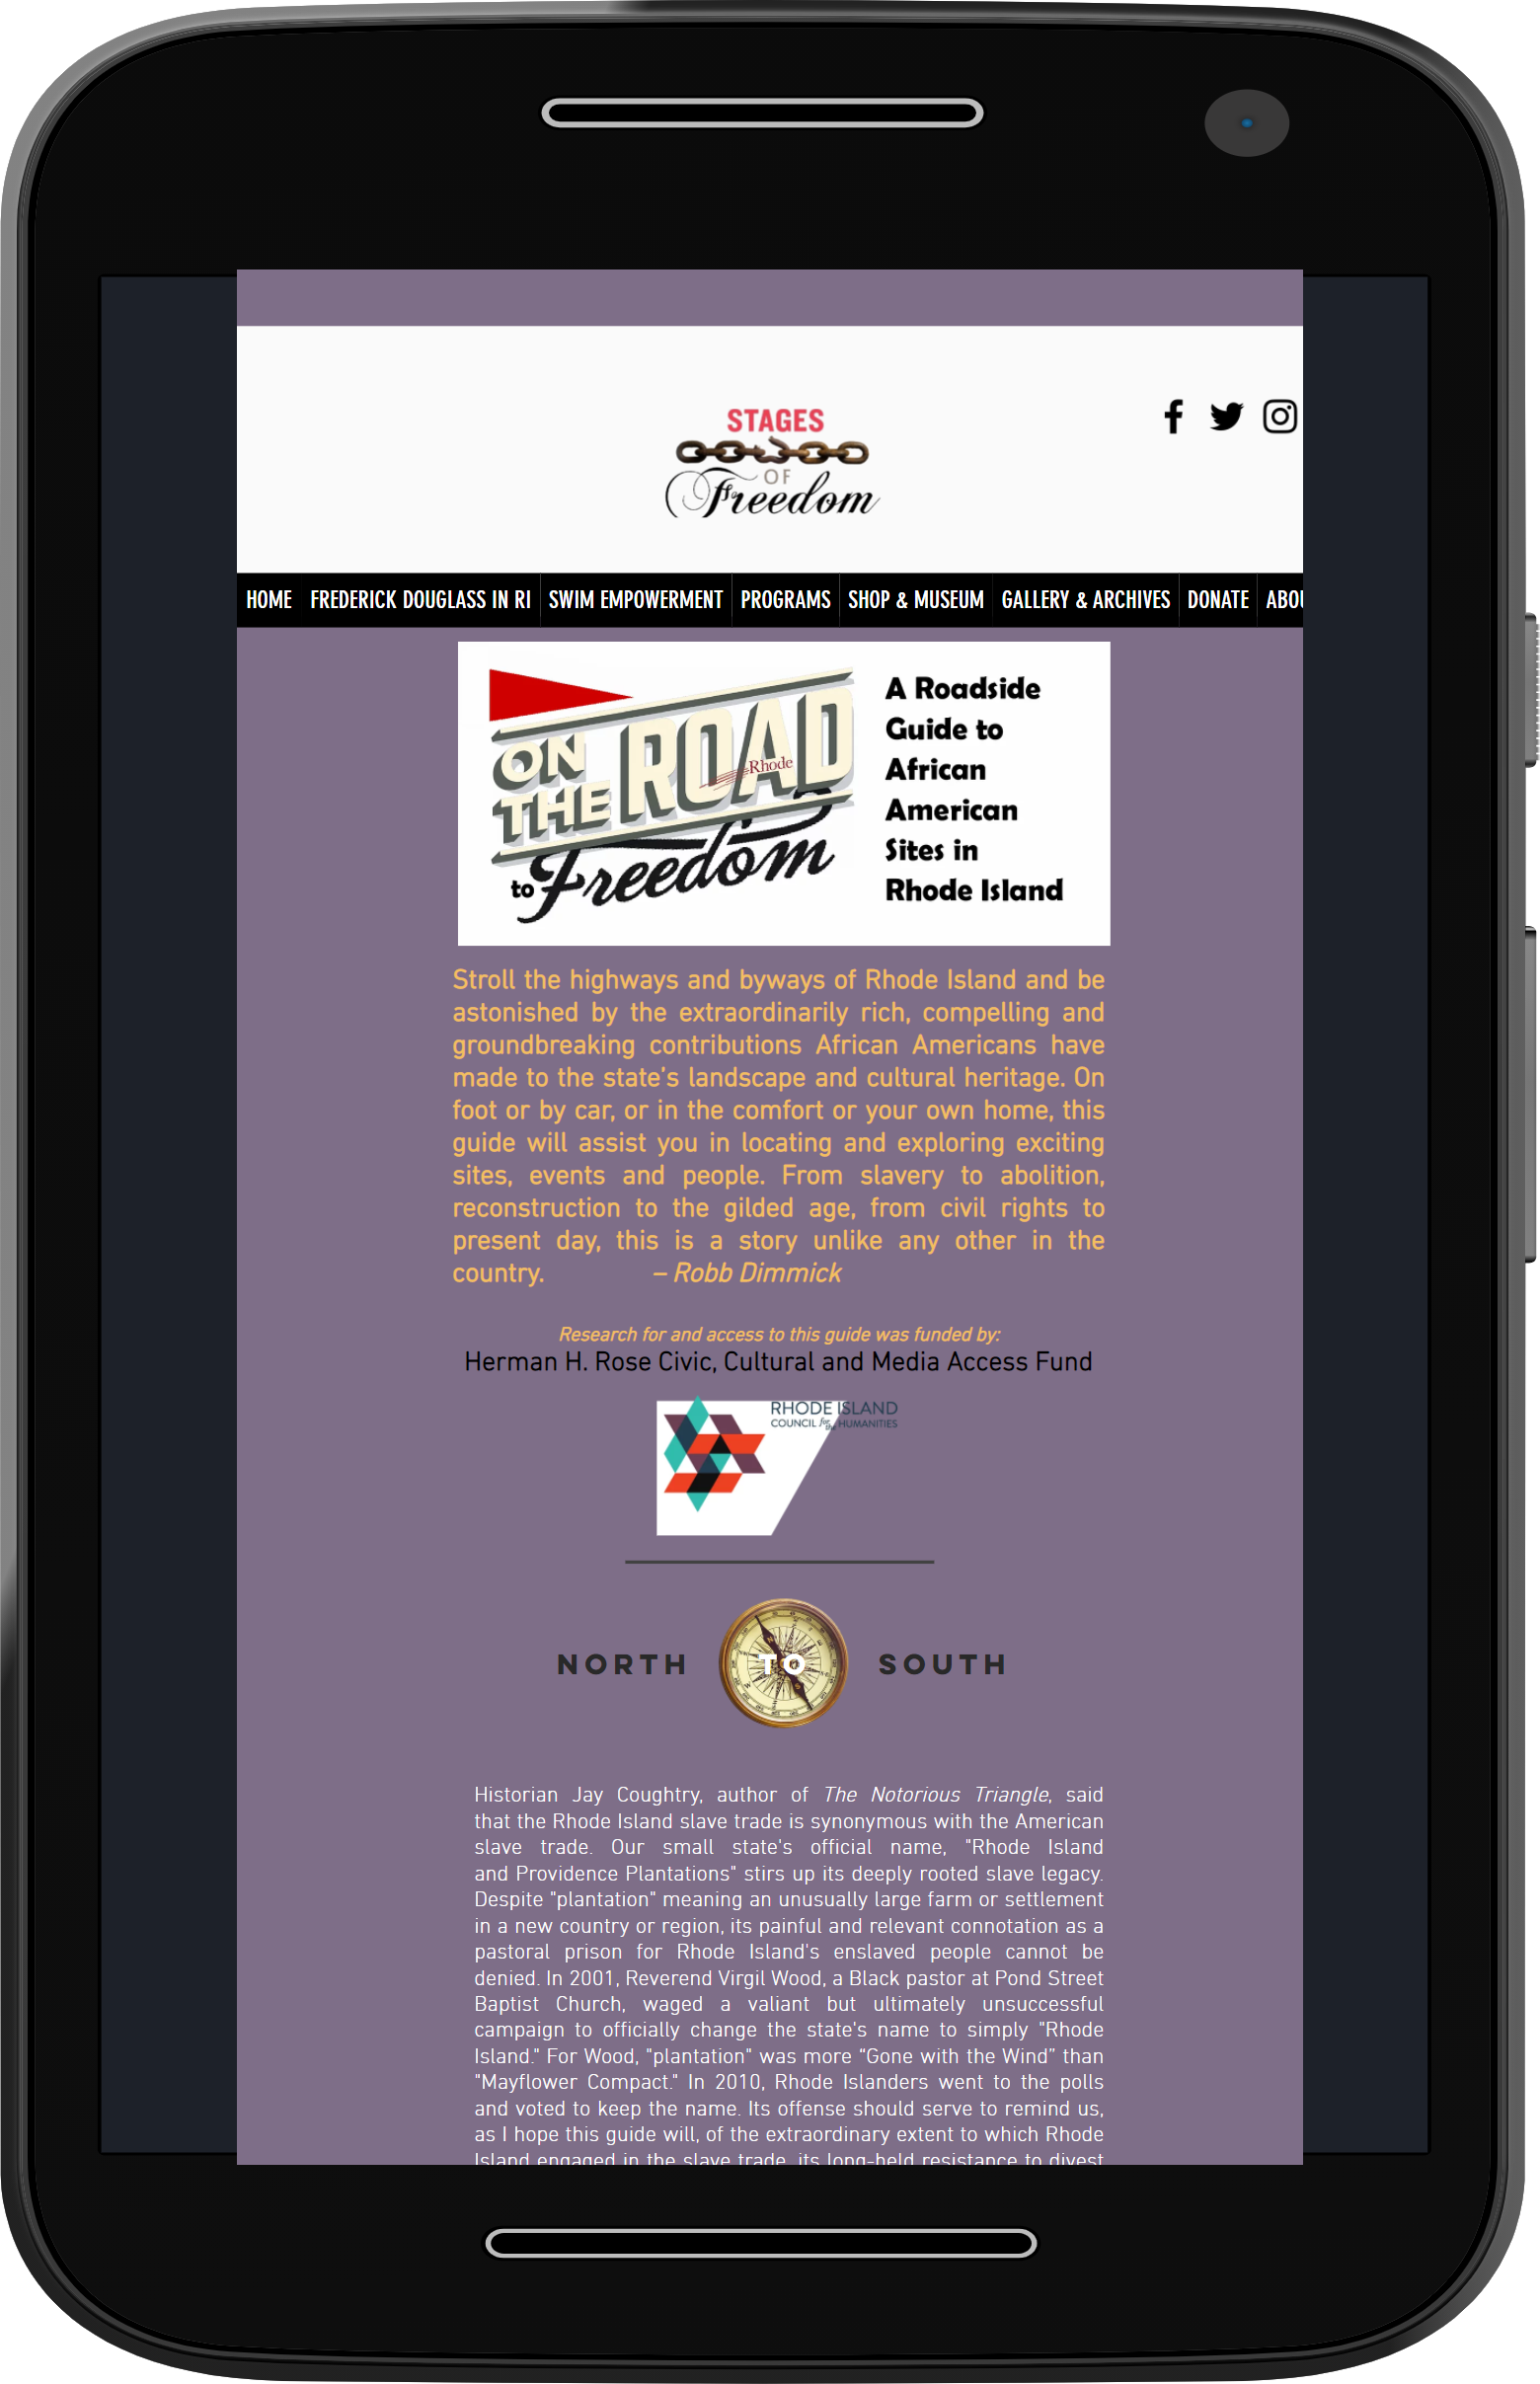 STAGES
OF
Freedom
HOME FREDERICK DOUGLASS IN RI SWIM EMPOWERMENT PROGRAMS SHOP & MUSEUM GALLERY & ARCHIVES DONATE ABOU
ON
THE ROAD
Rhode
to Freedom
A Roadside
Guide to
African
American
Sites in
Rhode Island
Stroll the highways and byways of Rhode Island and be
astonished by the extraordinarily rich, compelling and
groundbreaking contributions African Americans have
made to the state’s landscape and cultural heritage. On
foot or by car, or in the comfort or your own home, this
guide will assist you in locating and exploring exciting
sites, events and people. From slavery to abolition,
reconstruction to the gilded age, from civil rights to
present day, this is a story unlike any other in the
country. – Robb Dimmick
Research for and access to this guide was funded by:
Herman H. Rose Civic, Cultural and Media Access Fund
RHODE ISLAND
COUNCIL for the HUMANITIES
NORTH TO SOUTH
Historian Jay Coughtry, author of The Notorious Triangle, said
that the Rhode Island slave trade is synonymous with the American
slave trade. Our small state's official name, "Rhode Island
and Providence Plantations" stirs up its deeply rooted slave legacy.
Despite "plantation" meaning an unusually large farm or settlement
in a new country or region, its painful and relevant connotation as a
pastoral prison for Rhode Island's enslaved people cannot be
denied. In 2001, Reverend Virgil Wood, a Black pastor at Pond Street
Baptist Church, waged a valiant but ultimately unsuccessful
campaign to officially change the state's name to simply "Rhode
Island." For Wood, "plantation" was more “Gone with the Wind” than
"Mayflower Compact." In 2010, Rhode Islanders went to the polls
and voted to keep the name. Its offense should serve to remind us,
as I hope this guide will, of the extraordinary extent to which Rhode
Island engaged in the slave trade, its long-held resistance to divest